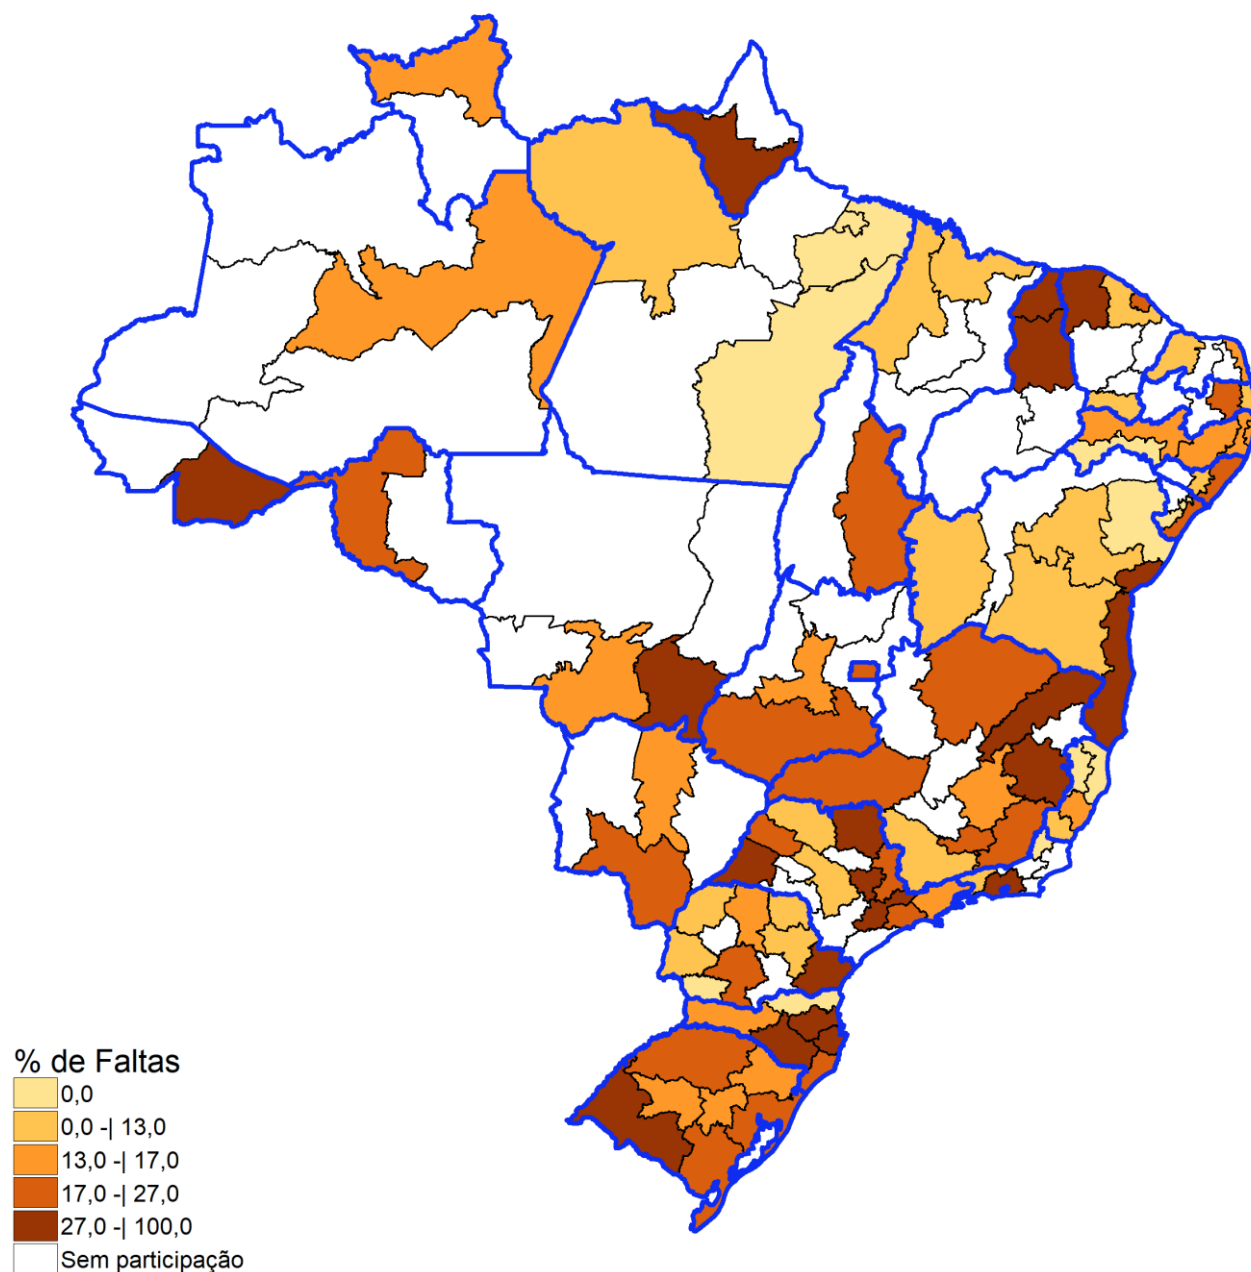 % de Faltas
0,0
0,0 -| 13,0
13,0 -| 17,0
17,0 -| 27,0
27,0 -| 100,0
Sem participação